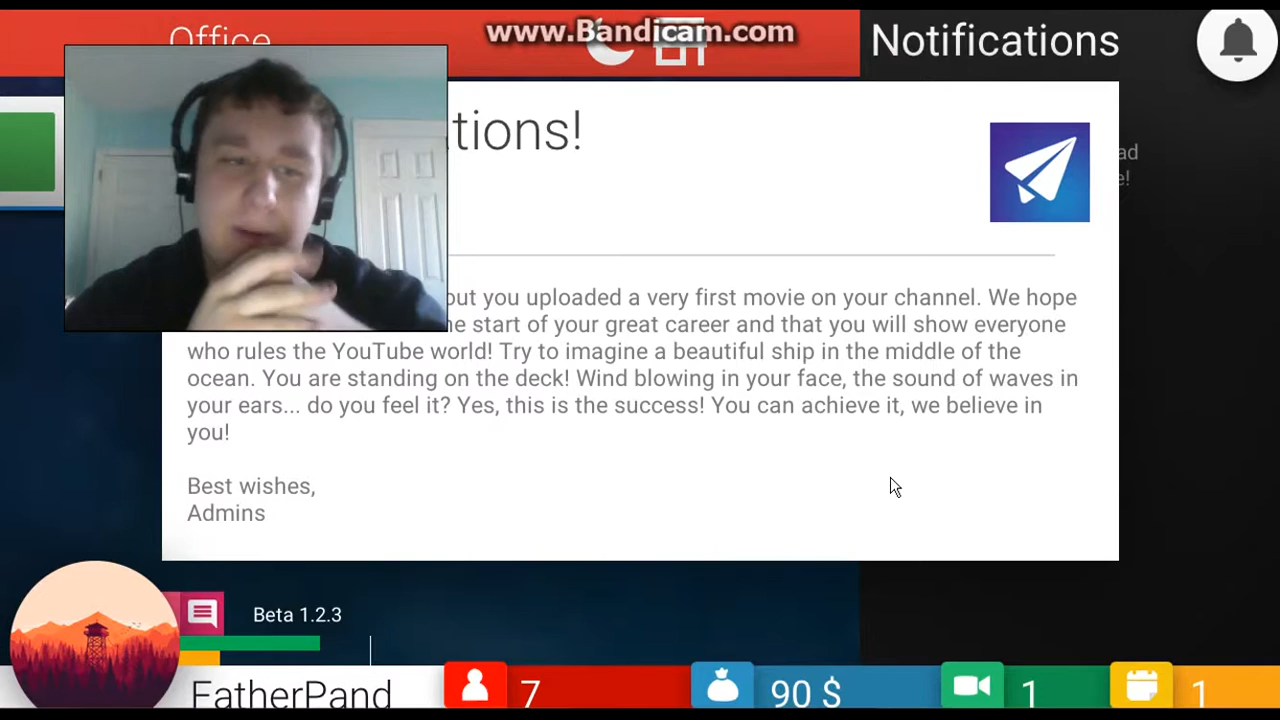 www.Bandicam.com
Office
Notifications
tions!
ad
e!
out you uploaded a very first movie on your channel. We hope
he start of your great career and that you will show everyone
who rules the YouTube world! Try to imagine a beautiful ship in the middle of the
ocean. You are standing on the deck! Wind blowing in your face, the sound of waves in
your ears... do you feel it? Yes, this is the success! You can achieve it, we believe in
you!
Best wishes,
Admins
Beta 1.2.3
FatherPand
7
90 $
1
1